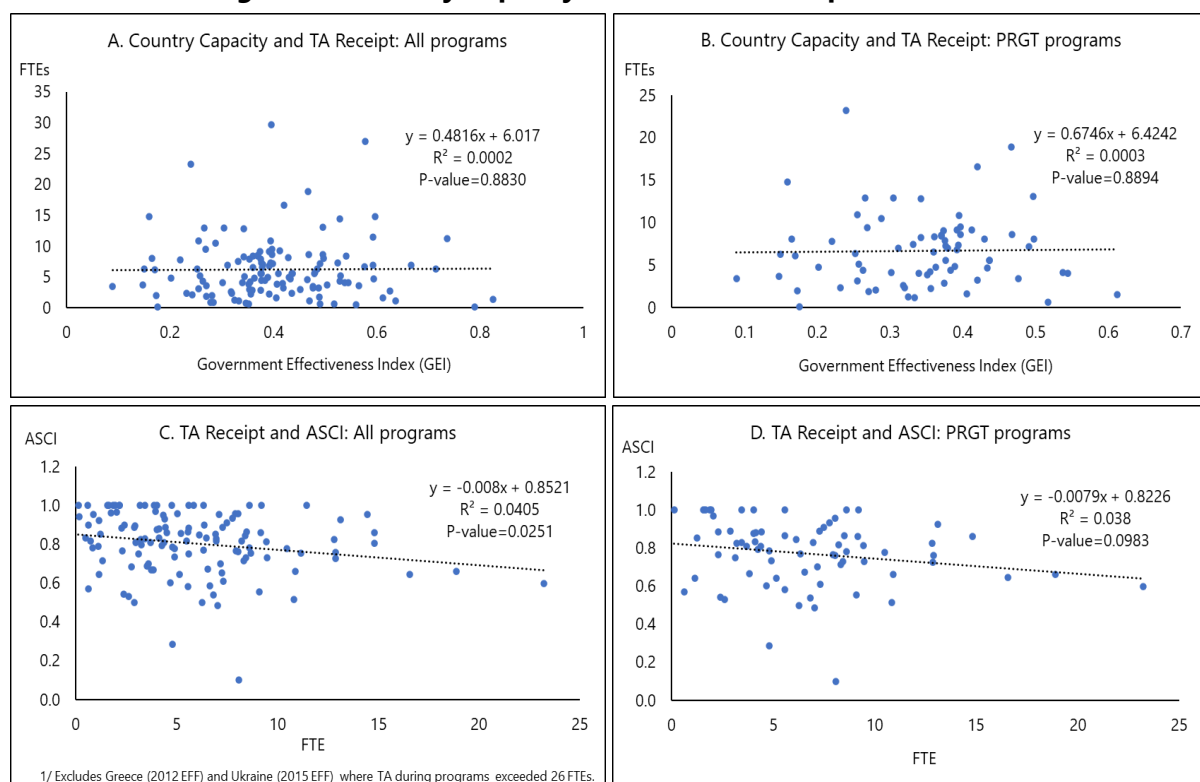 A. Country Capacity and TA Receipt: All programs
FTEs
35
30
25
20
15
10
5
0
y = 0.4816x + 6.017
R² = 0.0002
P-value=0.8830
0 0.2 0.4 0.6 0.8 1
Government Effectiveness Index (GEI)
B. Country Capacity and TA Receipt: PRGT programs
FTEs
25
20
15
10
5
0
y = 0.6746x + 6.4242
R² = 0.0003
P-value=0.8894
0 0.1 0.2 0.3 0.4 0.5 0.6 0.7
Government Effectiveness Index (GEI)
C. TA Receipt and ASCI: All programs
ASCI
1.2
1.0
0.8
0.6
0.4
0.2
0.0
y = -0.008x + 0.8521
R² = 0.0405
P-value=0.0251
0 5 10 15 20 25
FTE
1/ Excludes Greece (2012 EFF) and Ukraine (2015 EFF) where TA during programs exceeded 26 FTEs.
D. TA Receipt and ASCI: PRGT programs
ASCI
1.2
1.0
0.8
0.6
0.4
0.2
0.0
y = -0.0079x + 0.8226
R² = 0.038
P-value=0.0983
0 5 10 15 20 25
FTE